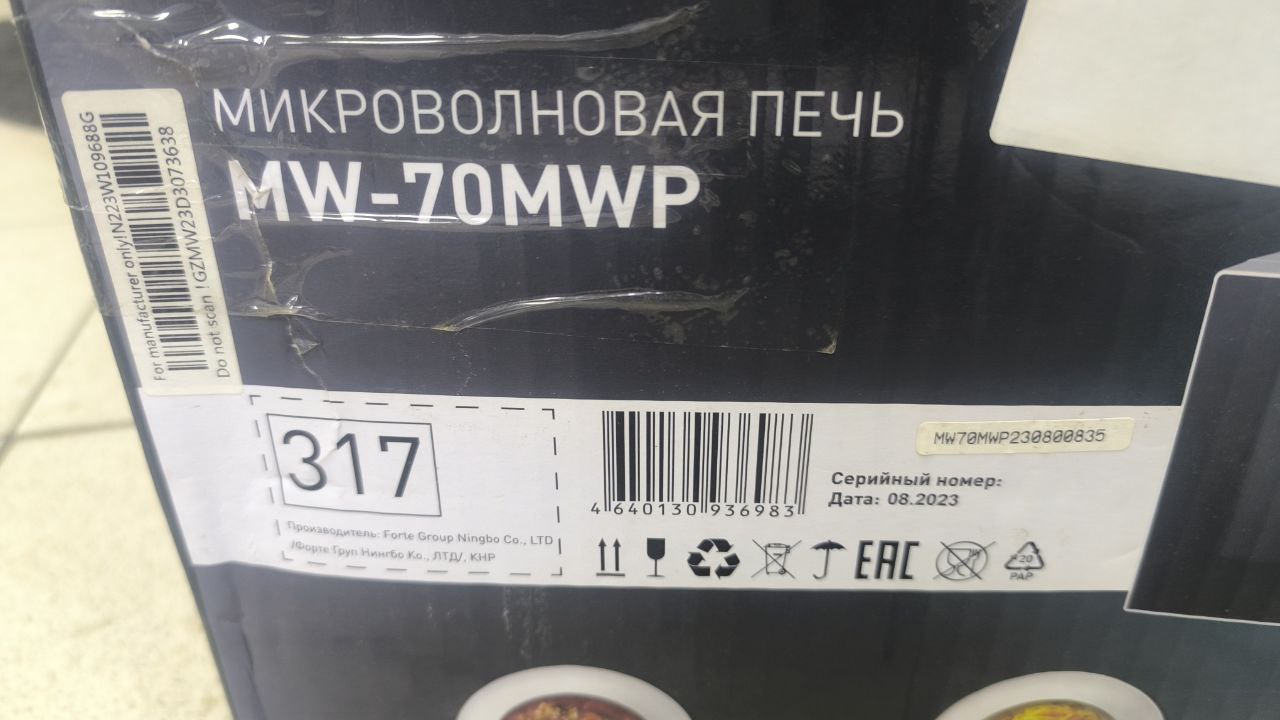 МИКРОВОЛНОВАЯ ПЕЧЬ
MW-70MWP
For manufacturer only!N223W109688G
Do not scan ! GZMW23D3073638
317
Производитель: Forte Group Ningbo Co., LTD
/Форте Груп Нингбо Ко., ЛТД/, КНР
4 640130 936983
MW70MWP230800835
Серийный номер:
Дата: 08.2023
EAC
20
PAP